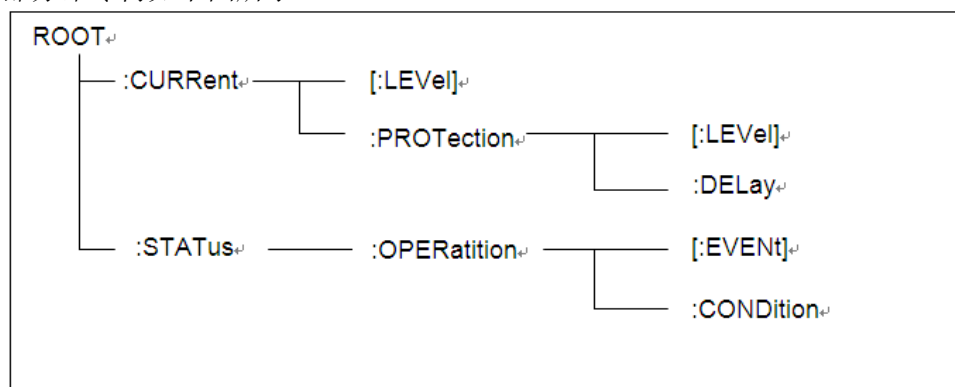 ROOT
:CURRent [:LEVel]
:PROTection [:LEVel]
:DELay
:STATus :OPERatition [:EVENt]
:CONDition